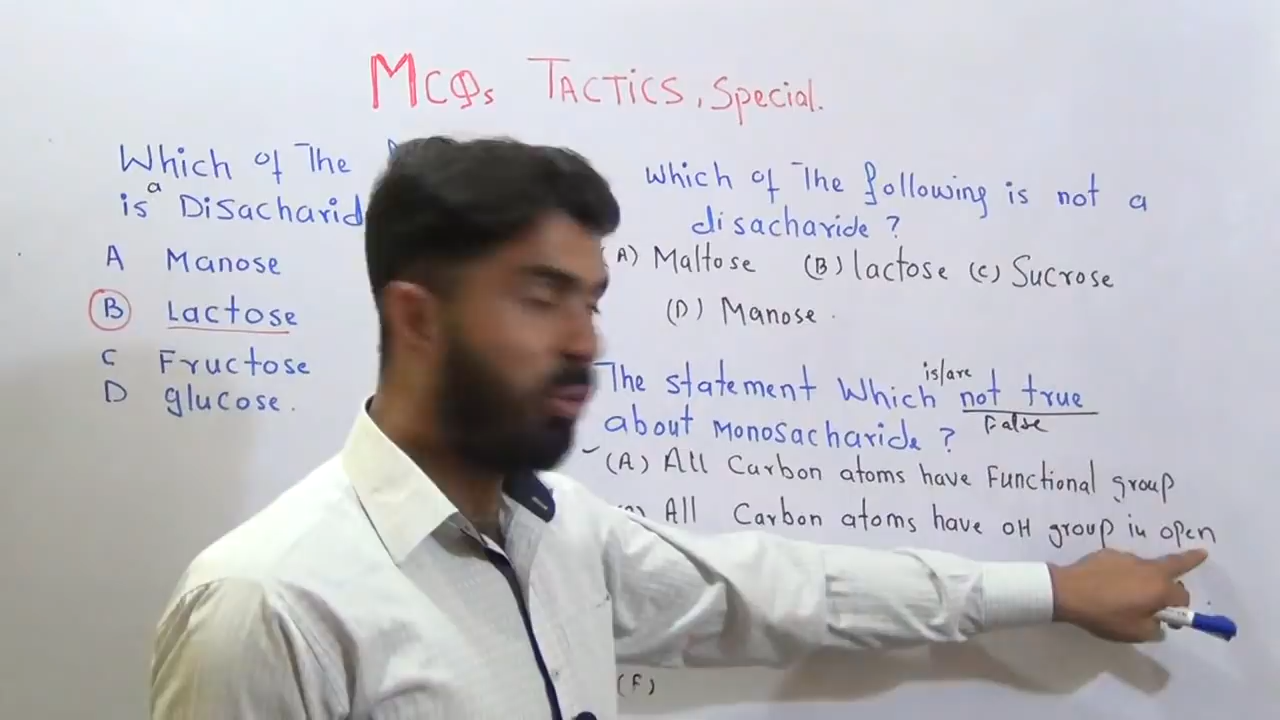 MCQs TACTICS, Special.
Which of The
is a Disacharid
A Manose
B Lactose
C Fructose
D glucose.
which of The following is not a
disacharide ?
A) Maltose (B) lactose (C) Sucrose
(D) Manose.
The statement Which is/are not true
False
about Monosacharide ?
(A) All Carbon atoms have Functional group
All Carbon atoms have OH group in open
(F)